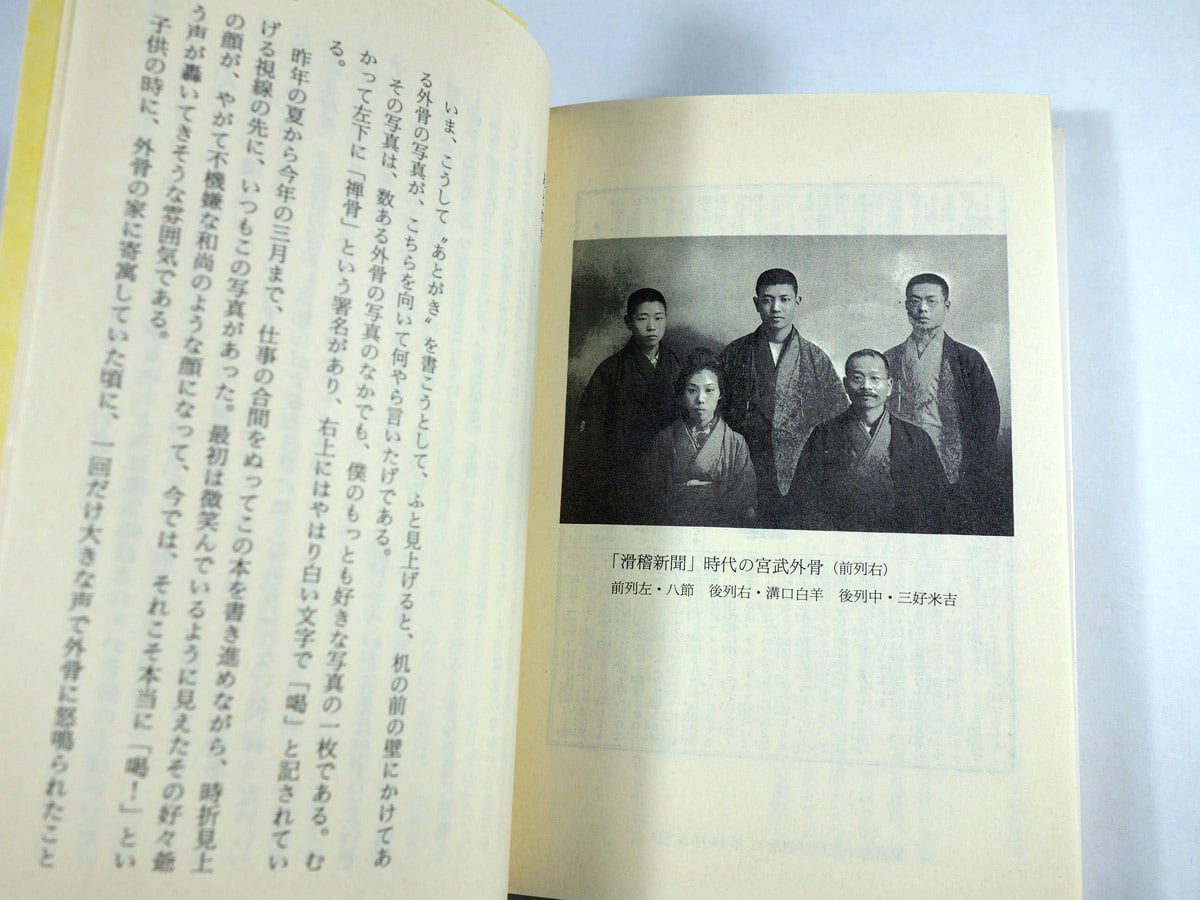 「滑稽新聞」時代の宮武外骨（前列右）
前列左・八節　後列右・溝口白羊　後列中・三好米吉
いま、こうして〝あとがき〟を書こうとして、ふと見上げると、机の前の壁にかけてあ
る外骨の写真が、こちらを向いて何やら言いたげである。
その写真は、数ある外骨の写真のなかでも、僕のもっとも好きな写真の一枚である。む
かって左下に「禅骨」という署名があり、右上にはやはり白い文字で「喝」と記されてい
る。
昨年の夏から今年の三月まで、仕事の合間をぬってこの本を書き進めながら、時折見上
げる視線の先に、いつもこの写真があった。最初は微笑んでいるように見えたその好々爺
の顔が、やがて不機嫌な和尚のような顔になって、今では、それこそ本当に「喝！」とい
う声が轟いてきそうな雰囲気である。
子供の時に、外骨の家に寄寓していた頃に、一回だけ大きな声で外骨に怒鳴られたこと